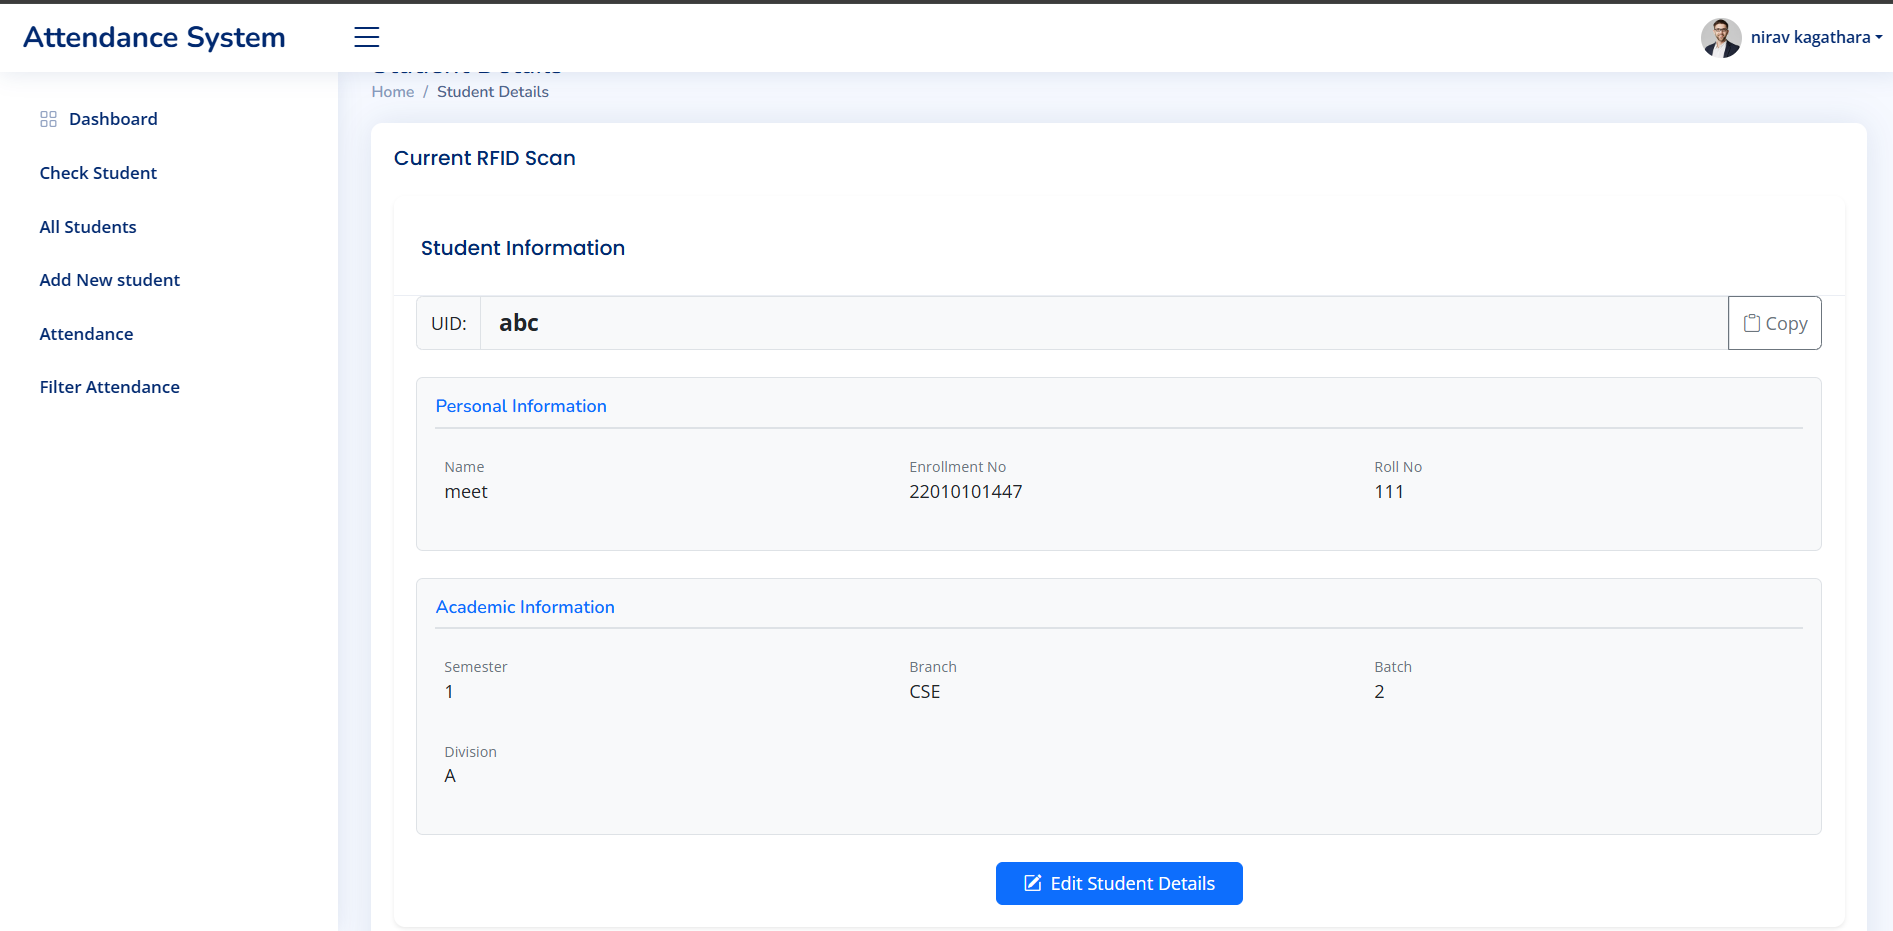 Attendance System
nirav kagathara
Dashboard
Check Student
All Students
Add New student
Attendance
Filter Attendance
Student Details
Home / Student Details
Current RFID Scan
Student Information
UID: abc Copy
Personal Information
Name Enrollment No Roll No
meet 22010101447 111
Academic Information
Semester Branch Batch
1 CSE 2
Division
A
Edit Student Details